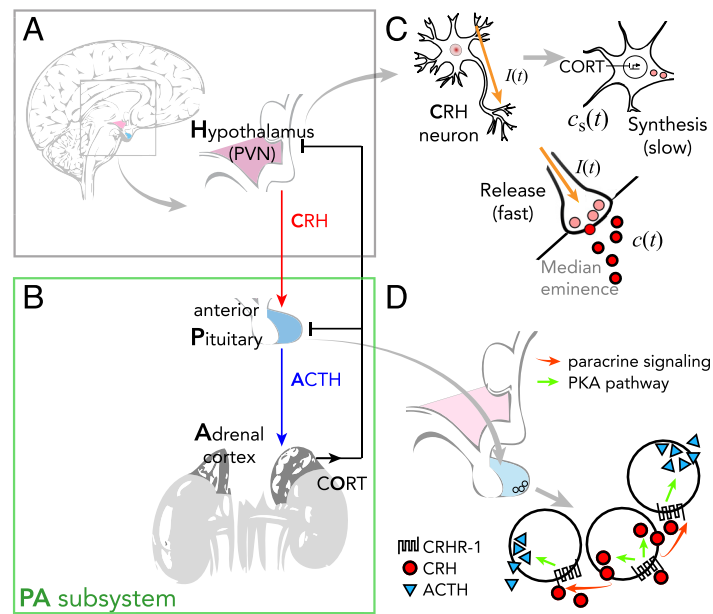 A
Hypothalamus
(PVN)
CRH
B
anterior
Pituitary
ACTH
Adrenal
cortex
CORT
PA subsystem
C
I(t)
CRH
neuron
CORT
cs(t)
Synthesis
(slow)
I(t)
Release
(fast)
c(t)
Median
eminence
D
paracrine signaling
PKA pathway
CRHR-1
CRH
ACTH